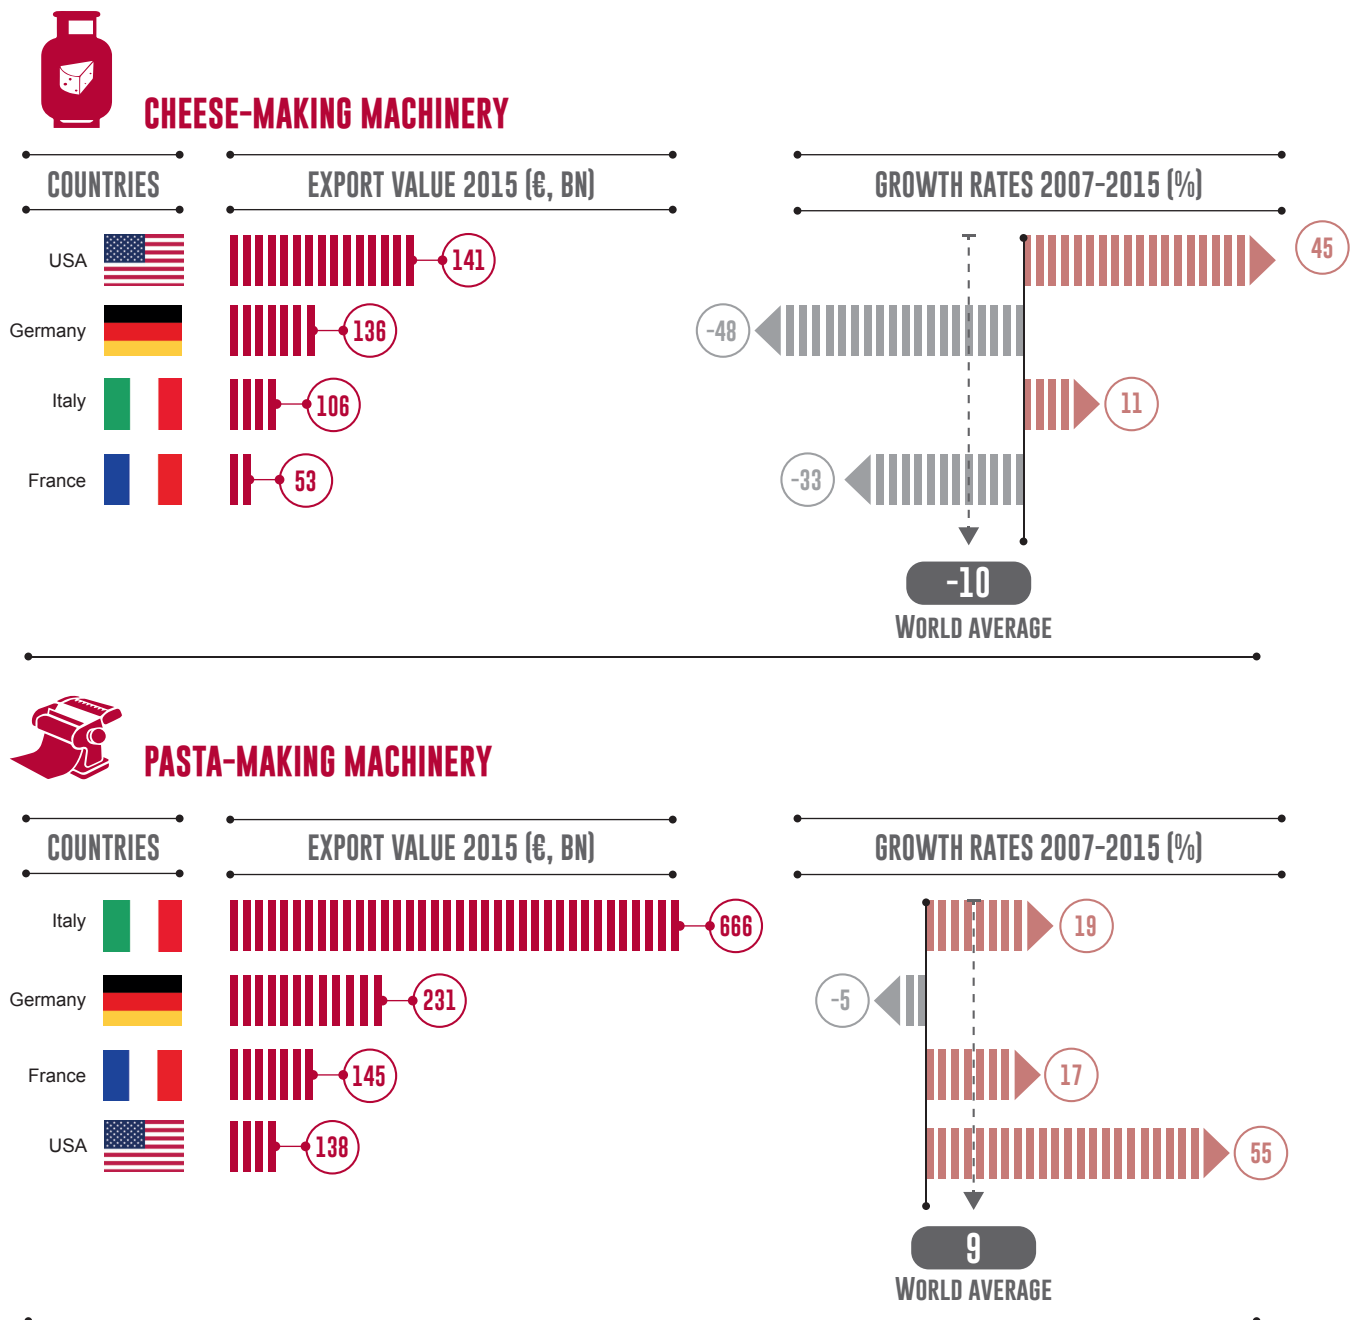 CHEESE-MAKING MACHINERY
COUNTRIES
EXPORT VALUE 2015 (€, BN)
GROWTH RATES 2007-2015 (%)
USA
141
45
Germany
136
-48
Italy
106
11
France
53
-33
-10
WORLD AVERAGE
PASTA-MAKING MACHINERY
COUNTRIES
EXPORT VALUE 2015 (€, BN)
GROWTH RATES 2007-2015 (%)
Italy
666
19
Germany
231
-5
France
145
17
USA
138
55
9
WORLD AVERAGE